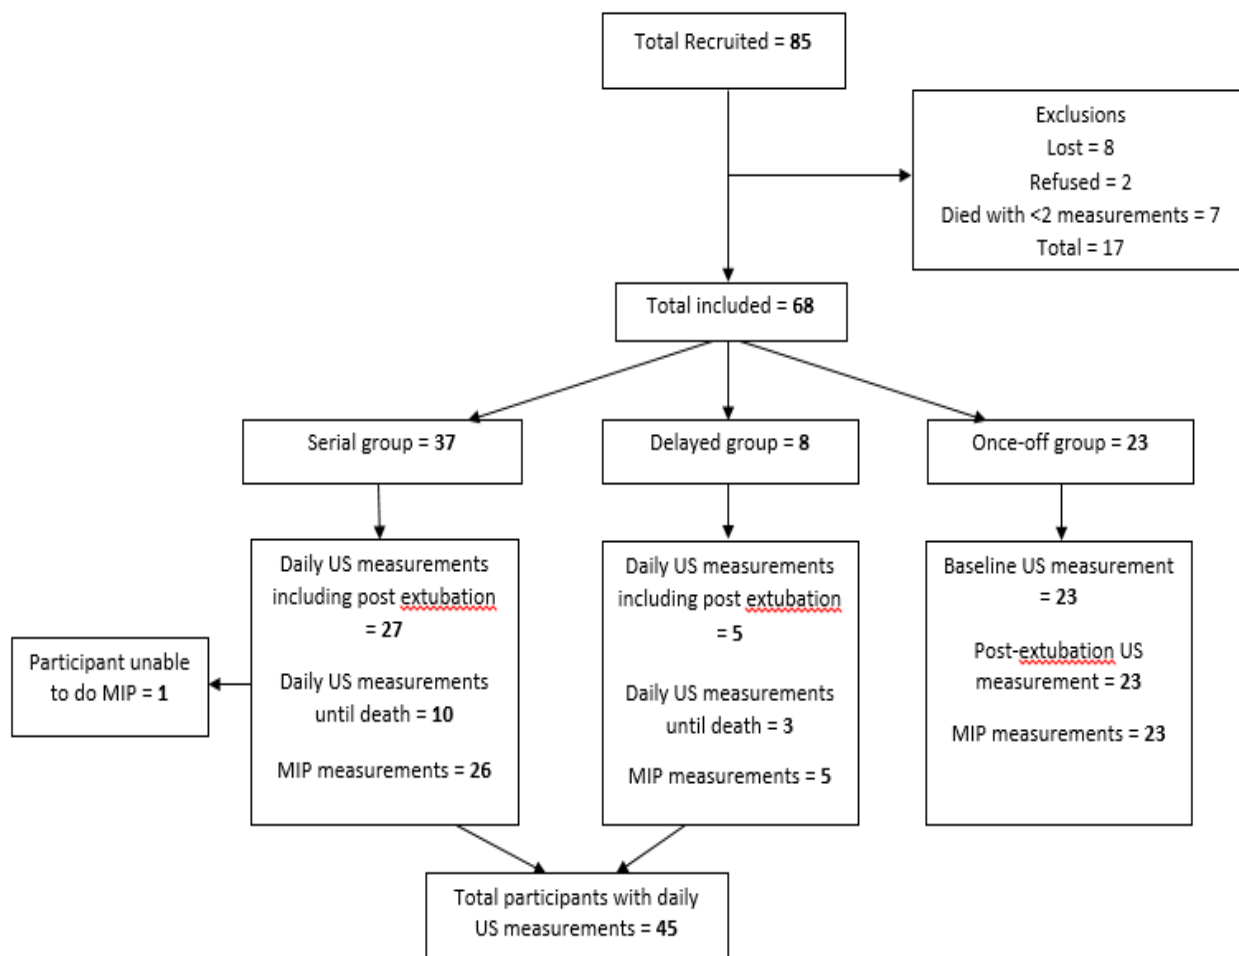 Total Recruited = 85
Exclusions
Lost = 8
Refused = 2
Died with <2 measurements = 7
Total = 17
Total included = 68
Serial group = 37
Delayed group = 8
Once-off group = 23
Daily US measurements
including post extubation
= 27
Daily US measurements
until death = 10
MIP measurements = 26
Participant unable
to do MIP = 1
Daily US measurements
including post extubation
= 5
Daily US measurements
until death = 3
MIP measurements = 5
Baseline US measurement
= 23
Post-extubation US
measurement = 23
MIP measurements = 23
Total participants with daily
US measurements = 45